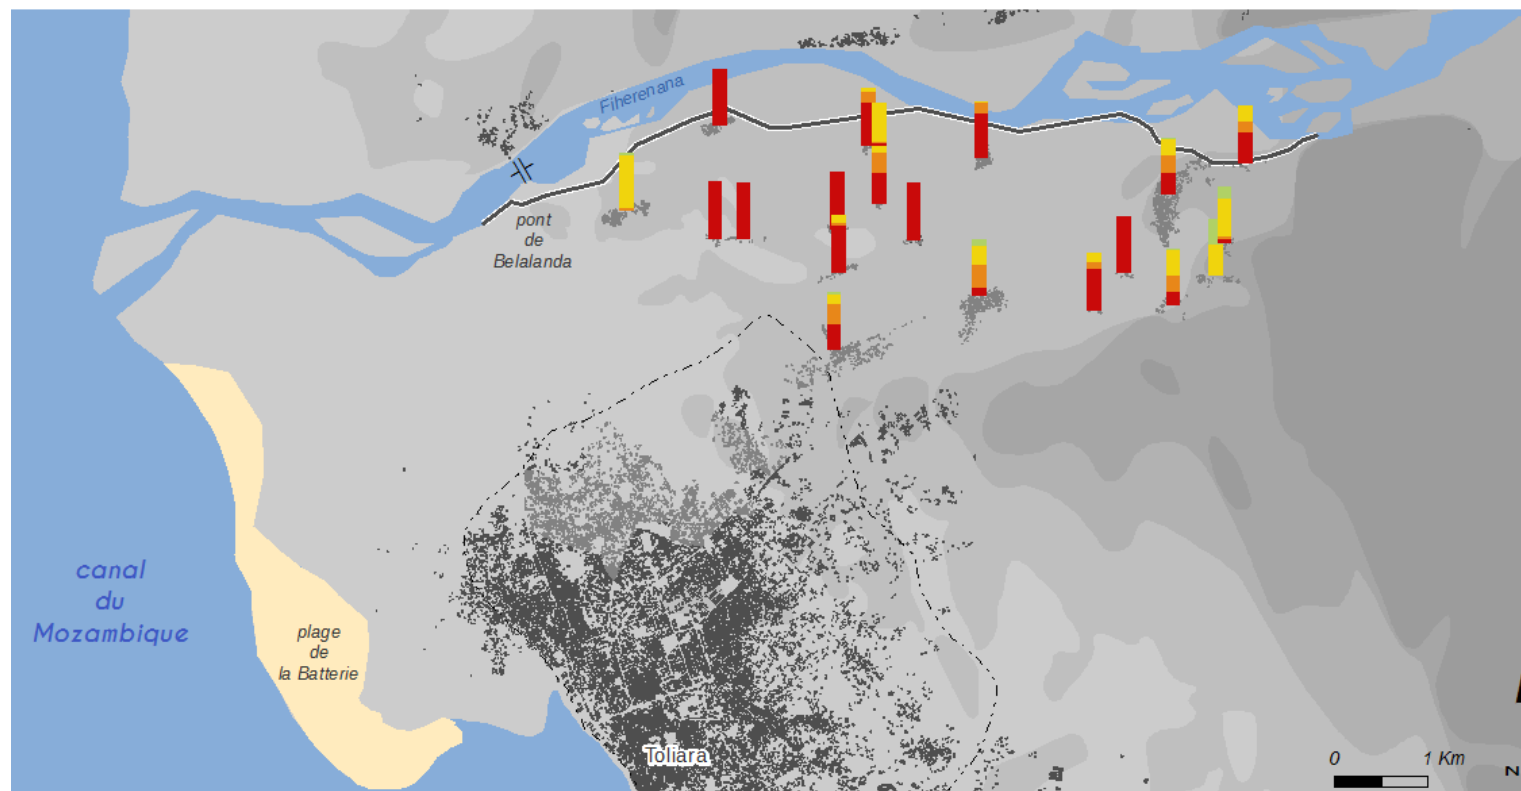 Fiherenana
pont
de
Belalanda
canal
du
Mozambique
plage
de
la Batterie
Toliara
0 1 Km
N